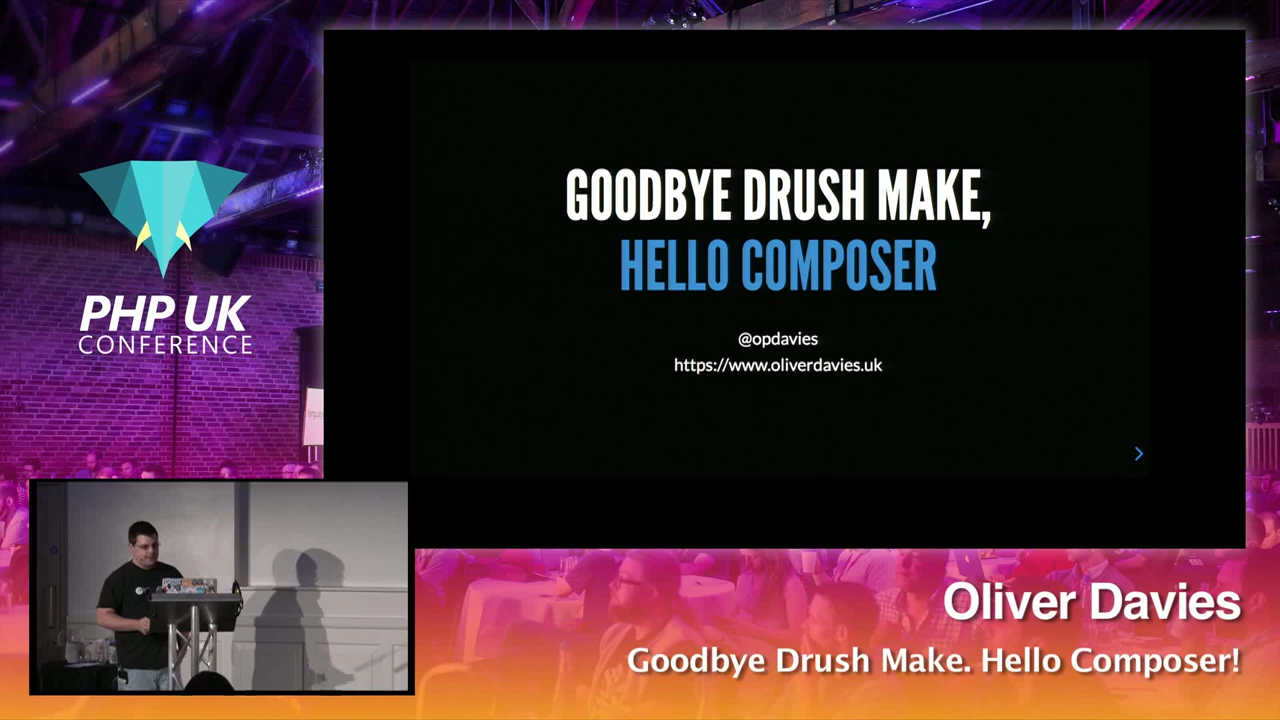 GOODBYE DRUSH MAKE,
HELLO COMPOSER
@opdavies
https://www.oliverdavies.uk
PHP UK
CONFERENCE
Oliver Davies
Goodbye Drush Make. Hello Composer!